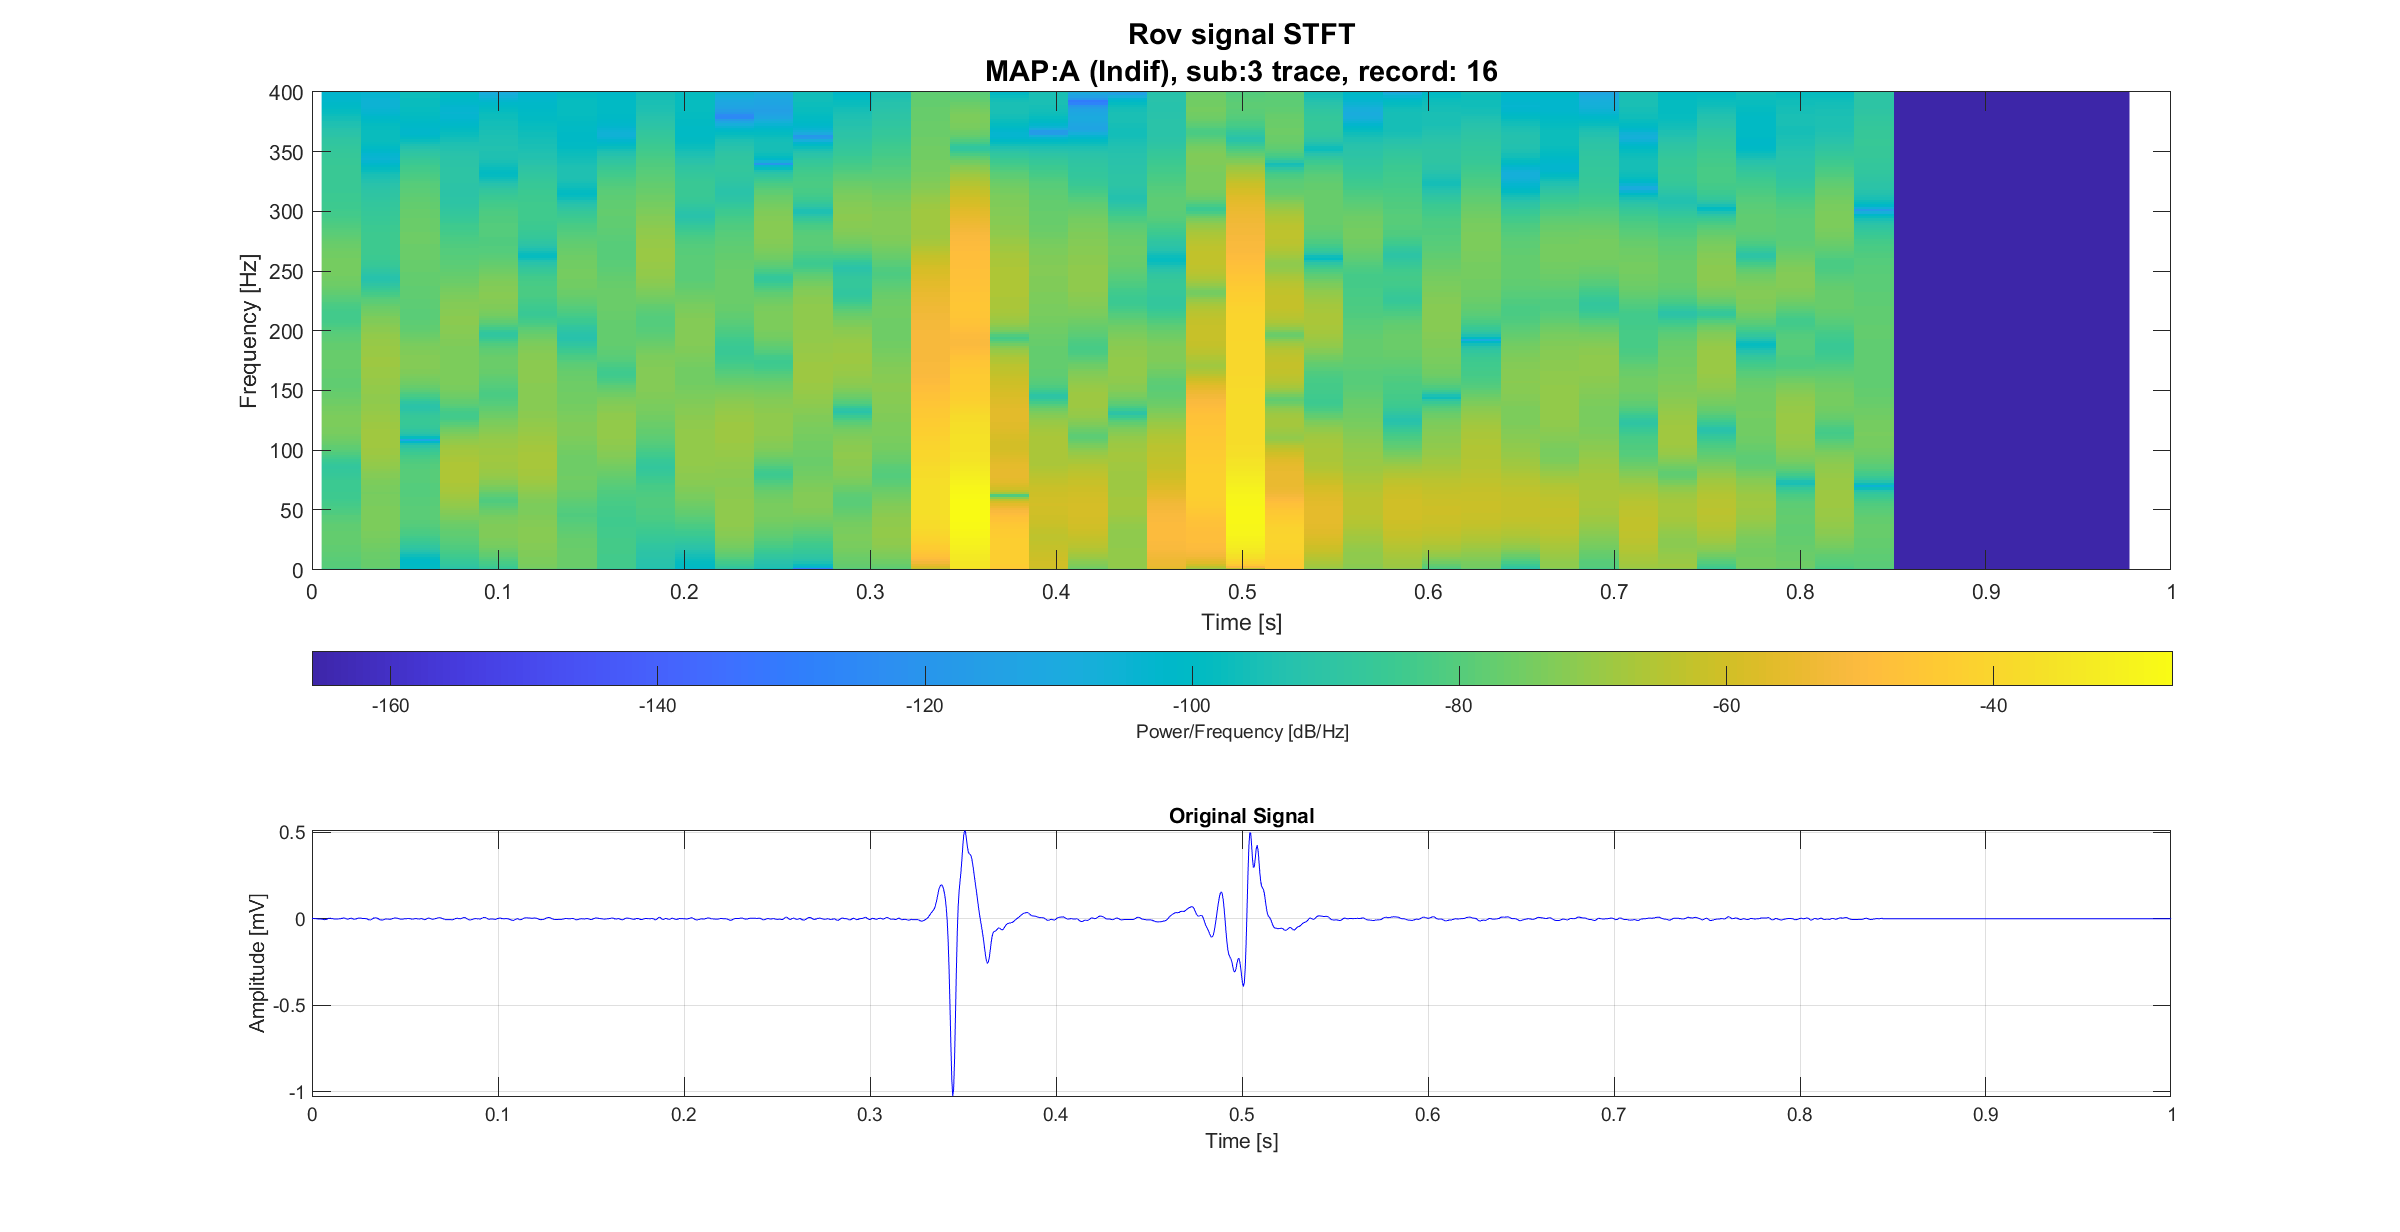 Rov signal STFT
MAP:A (Indif), sub:3 trace, record: 16
400
350
300
250
200
150
100
50
0
Frequency [Hz]
0 0.1 0.2 0.3 0.4 0.5 0.6 0.7 0.8 0.9 1
Time [s]
-160 -140 -120 -100 -80 -60 -40
Power/Frequency [dB/Hz]
Original Signal
0.5
0
-0.5
-1
Amplitude [mV]
0 0.1 0.2 0.3 0.4 0.5 0.6 0.7 0.8 0.9 1
Time [s]